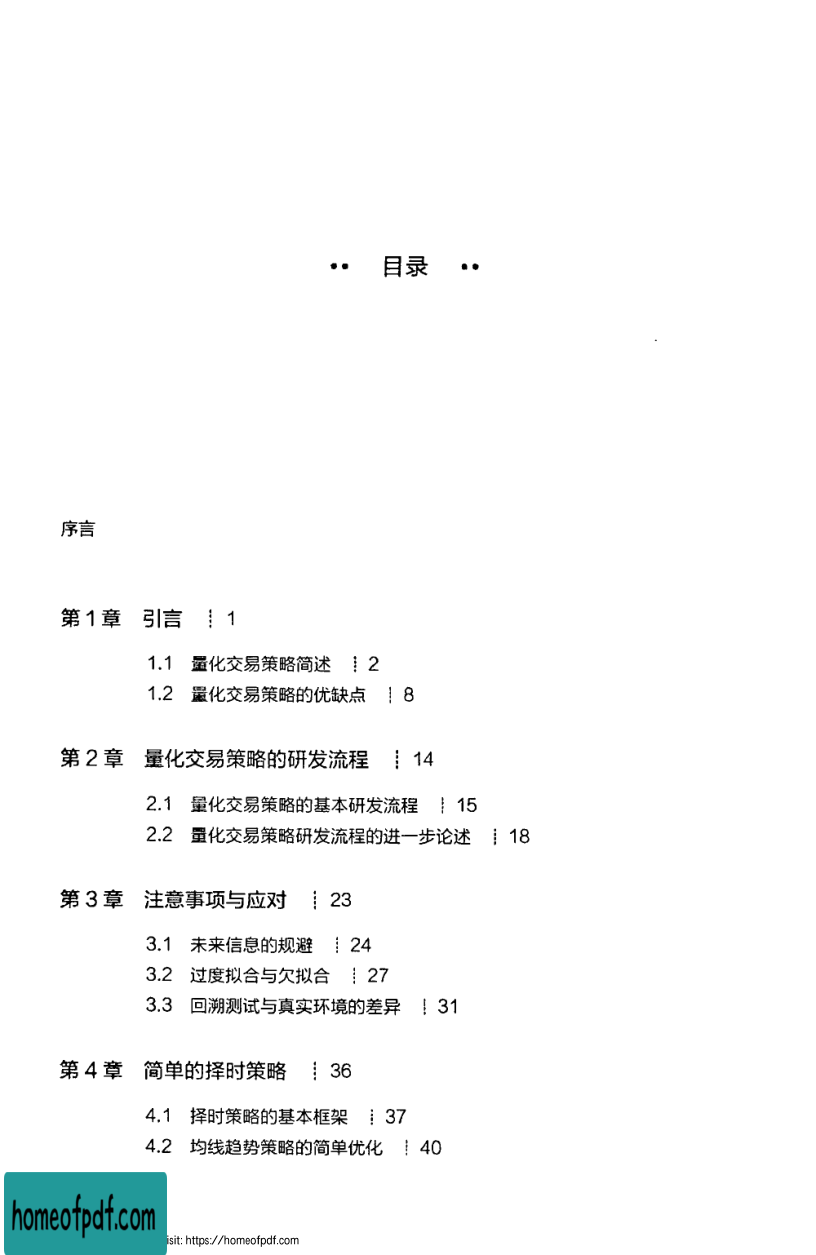 ·· 目录 ··
序言
第1章 引言 ┊ 1
1.1 量化交易策略简述 ┊ 2
1.2 量化交易策略的优缺点 ┊ 8
第2章 量化交易策略的研发流程 ┊ 14
2.1 量化交易策略的基本研发流程 ┊ 15
2.2 量化交易策略研发流程的进一步论述 ┊ 18
第3章 注意事项与应对 ┊ 23
3.1 未来信息的规避 ┊ 24
3.2 过度拟合与欠拟合 ┊ 27
3.3 回溯测试与真实环境的差异 ┊ 31
第4章 简单的择时策略 ┊ 36
4.1 择时策略的基本框架 ┊ 37
4.2 均线趋势策略的简单优化 ┊ 40
homeofpdf.com
isit: https://homeofpdf.com